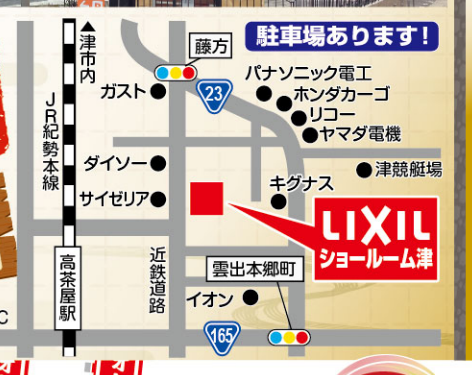 駐車場あります!
▲津市内
藤方
ガスト
23
パナソニック電工
ホンダカーゴ
リコー
ヤマダ電機
JR紀勢本線
ダイソー
サイゼリア
キグナス
津競艇場
LIXIL
ショールーム津
高茶屋駅
近鉄道路
雲出本郷町
イオン
165
C